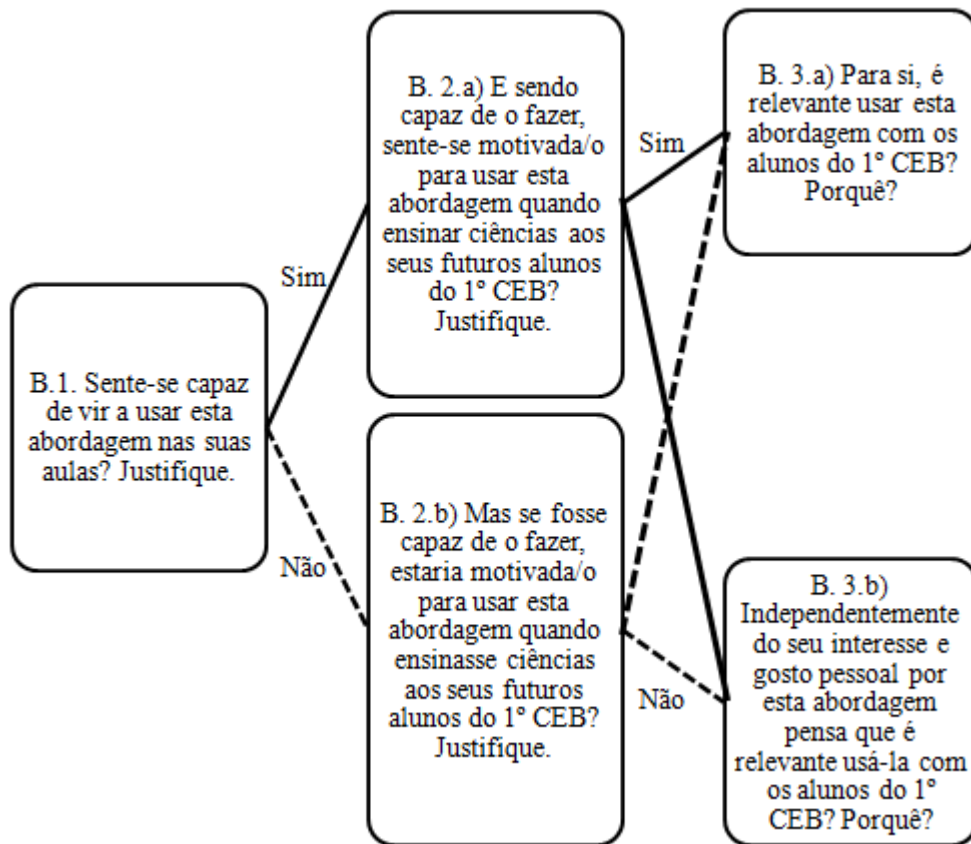 B.1. Sente-se capaz
de vir a usar esta
abordagem nas suas
aulas? Justifique.
Sim
Não
B. 2.a) E sendo
capaz de o fazer,
sente-se motivada/o
para usar esta
abordagem quando
ensinar ciências aos
seus futuros alunos
do 1º CEB?
Justifique.
B. 2.b) Mas se fosse
capaz de o fazer,
estaria motivada/o
para usar esta
abordagem quando
ensinasse ciências
aos seus futuros
alunos do 1º CEB?
Justifique.
Sim
Não
B. 3.a) Para si, é
relevante usar esta
abordagem com os
alunos do 1º CEB?
Porquê?
B. 3.b)
Independentemente
do seu interesse e
gosto pessoal por
esta abordagem
pensa que é
relevante usá-la com
os alunos do 1º
CEB? Porquê?